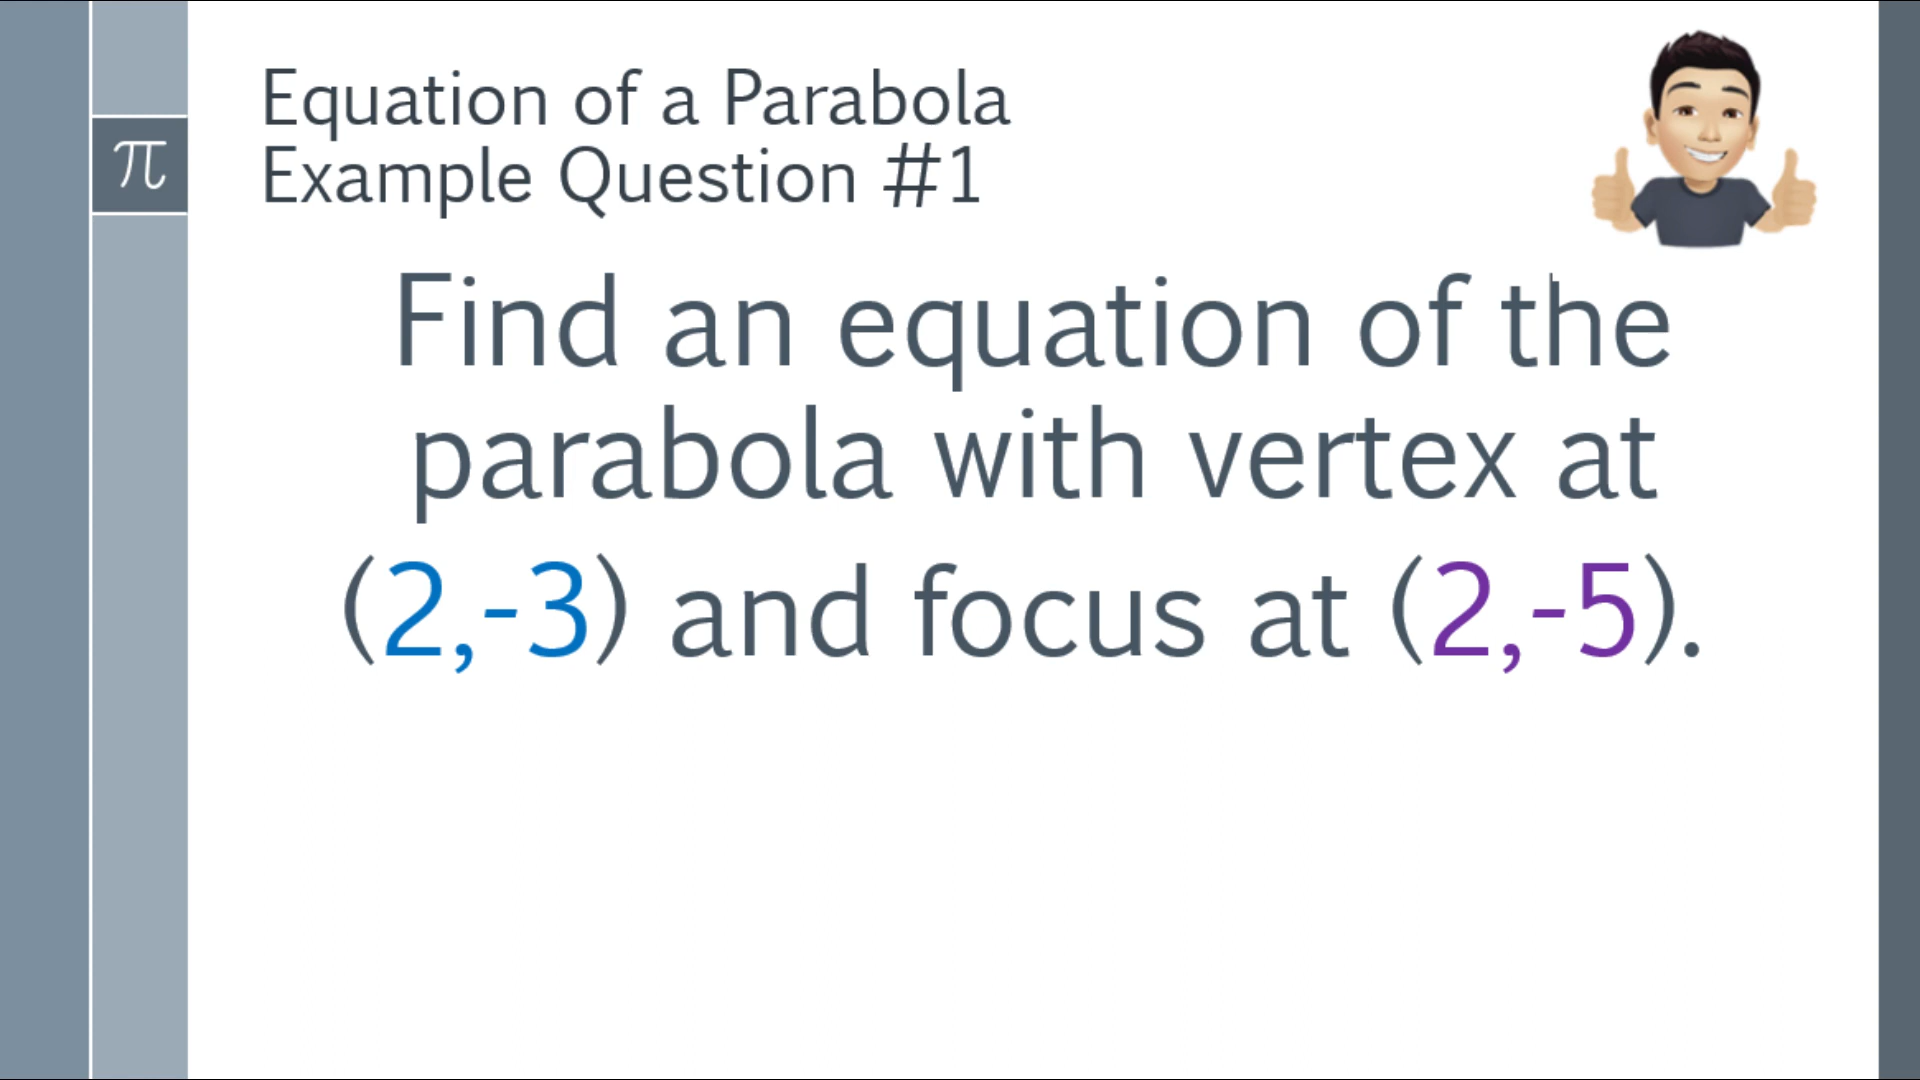 Equation of a Parabola
Example Question #1
π
Find an equation of the
parabola with vertex at
(2,-3) and focus at (2,-5).